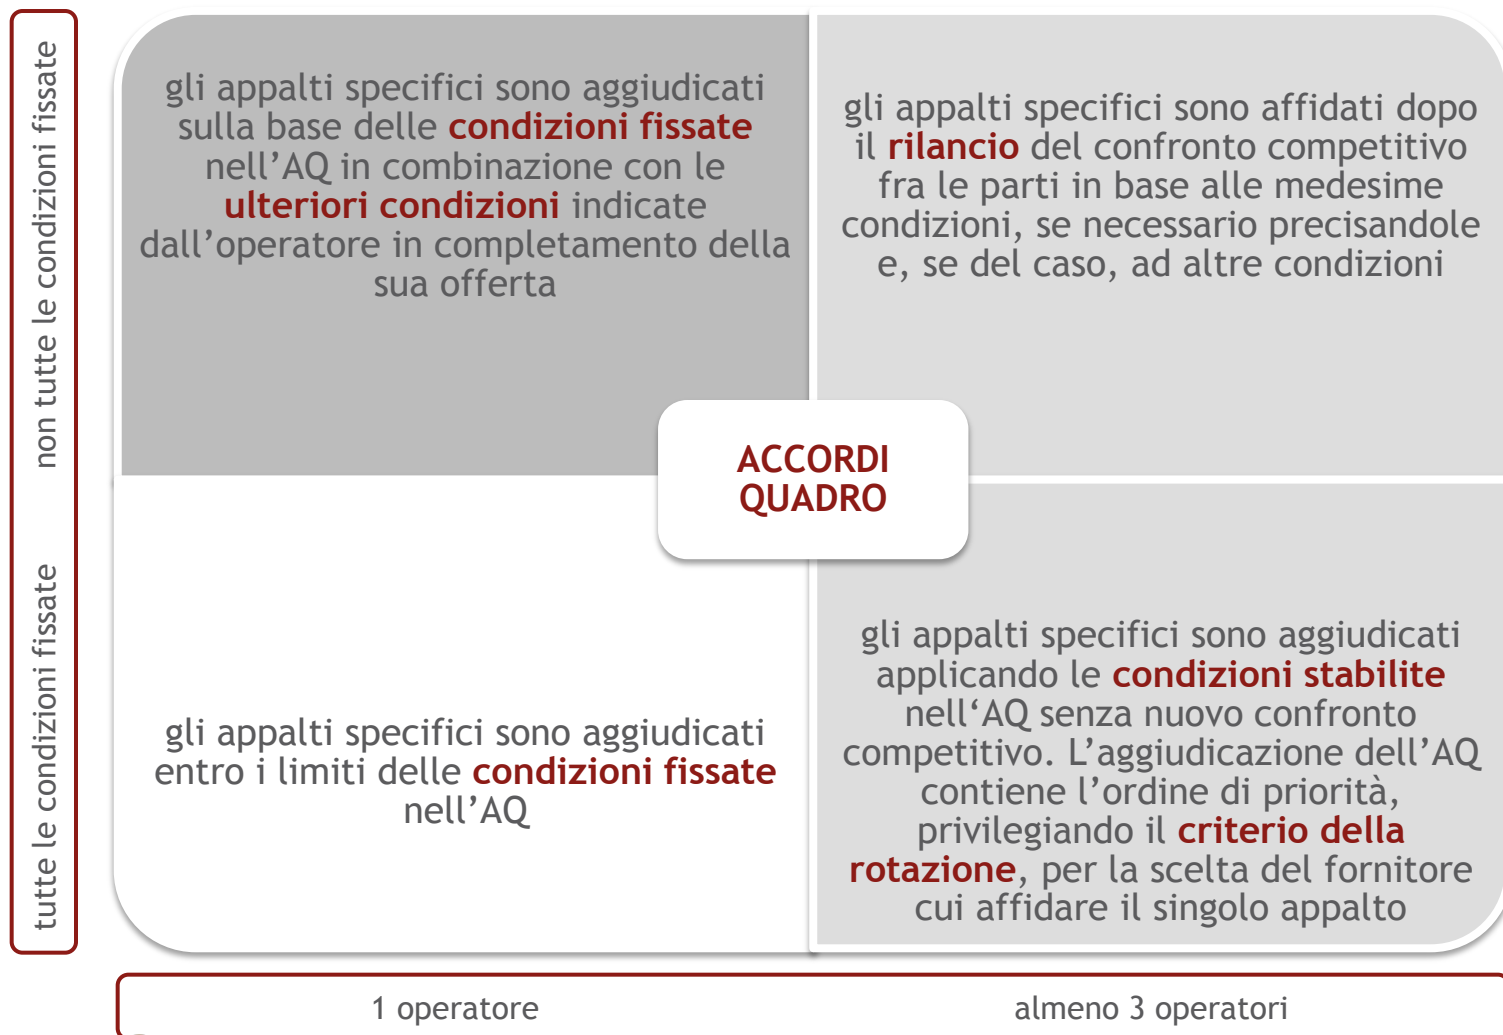 non tutte le condizioni fissate
gli appalti specifici sono aggiudicati
sulla base delle condizioni fissate
nell’AQ in combinazione con le
ulteriori condizioni indicate
dall’operatore in completamento della
sua offerta
gli appalti specifici sono affidati dopo
il rilancio del confronto competitivo
fra le parti in base alle medesime
condizioni, se necessario precisandole
e, se del caso, ad altre condizioni
ACCORDI
QUADRO
tutte le condizioni fissate
gli appalti specifici sono aggiudicati
entro i limiti delle condizioni fissate
nell’AQ
gli appalti specifici sono aggiudicati
applicando le condizioni stabilite
nell‘AQ senza nuovo confronto
competitivo. L’aggiudicazione dell’AQ
contiene l’ordine di priorità,
privilegiando il criterio della
rotazione, per la scelta del fornitore
cui affidare il singolo appalto
1 operatore
almeno 3 operatori